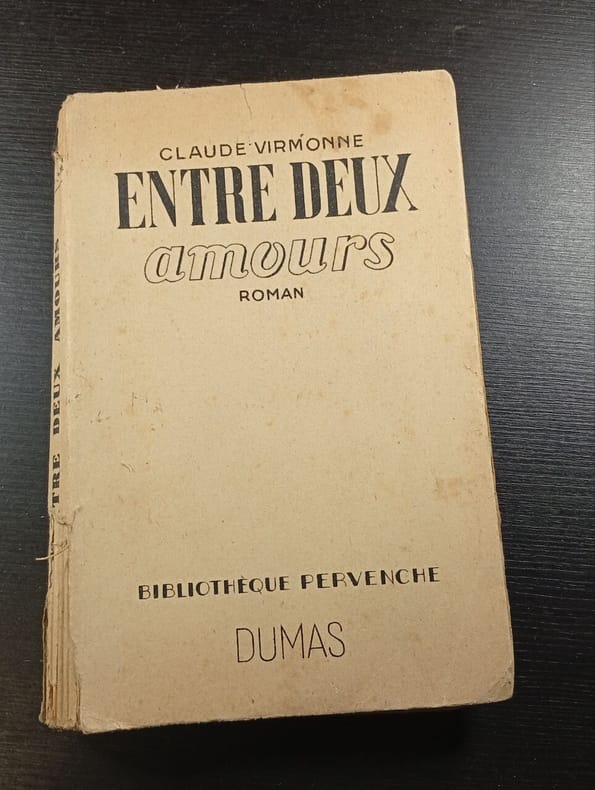 CLAUDE VIRMONNE
ENTRE DEUX
amours
ROMAN
BIBLIOTHÈQUE PERVENCHE
DUMAS
TRE DEUX AMOURS